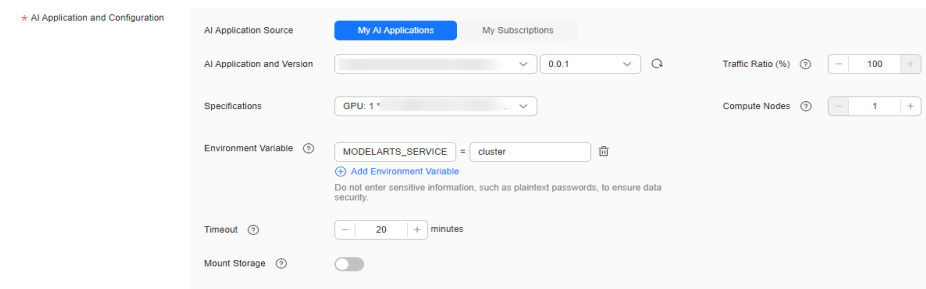 * AI Application and Configuration
AI Application Source My AI Applications My Subscriptions
AI Application and Version 0.0.1 Traffic Ratio (%) ? − 100 +
Specifications GPU: 1 * Compute Nodes ? − 1 +
Environment Variable ? MODELARTS_SERVICE = cluster
+ Add Environment Variable
Do not enter sensitive information, such as plaintext passwords, to ensure data
security.
Timeout ? − 20 + minutes
Mount Storage ?